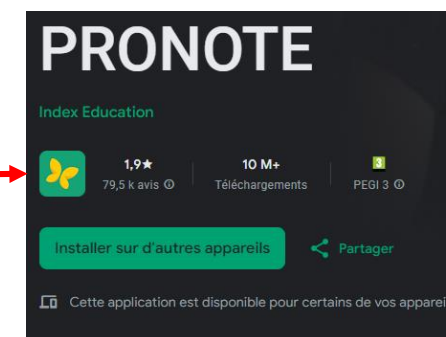 PRONOTE
Index Education
1,9★
79,5 k avis
10 M+
Téléchargements
3
PEGI 3
Installer sur d'autres appareils
Partager
Cette application est disponible pour certains de vos apparei